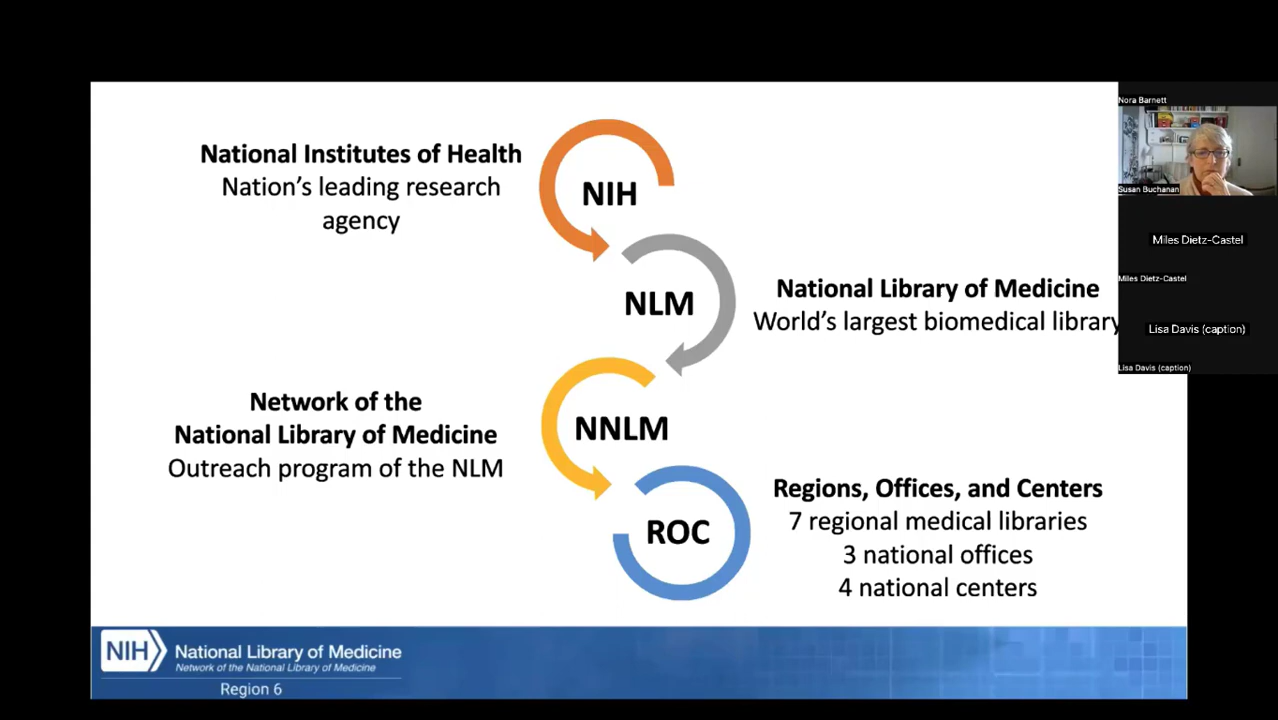 National Institutes of Health
Nation's leading research
agency
NIH
NLM
National Library of Medicine
World's largest biomedical library
Network of the
National Library of Medicine
Outreach program of the NLM
NNLM
ROC
Regions, Offices, and Centers
7 regional medical libraries
3 national offices
4 national centers
NIH
National Library of Medicine
Network of the National Library of Medicine
Region 6
Nora Barnett
Susan Buchanan
Miles Dietz-Castel
Miles Dietz-Castel
Lisa Davis (caption)
Lisa Davis (caption)